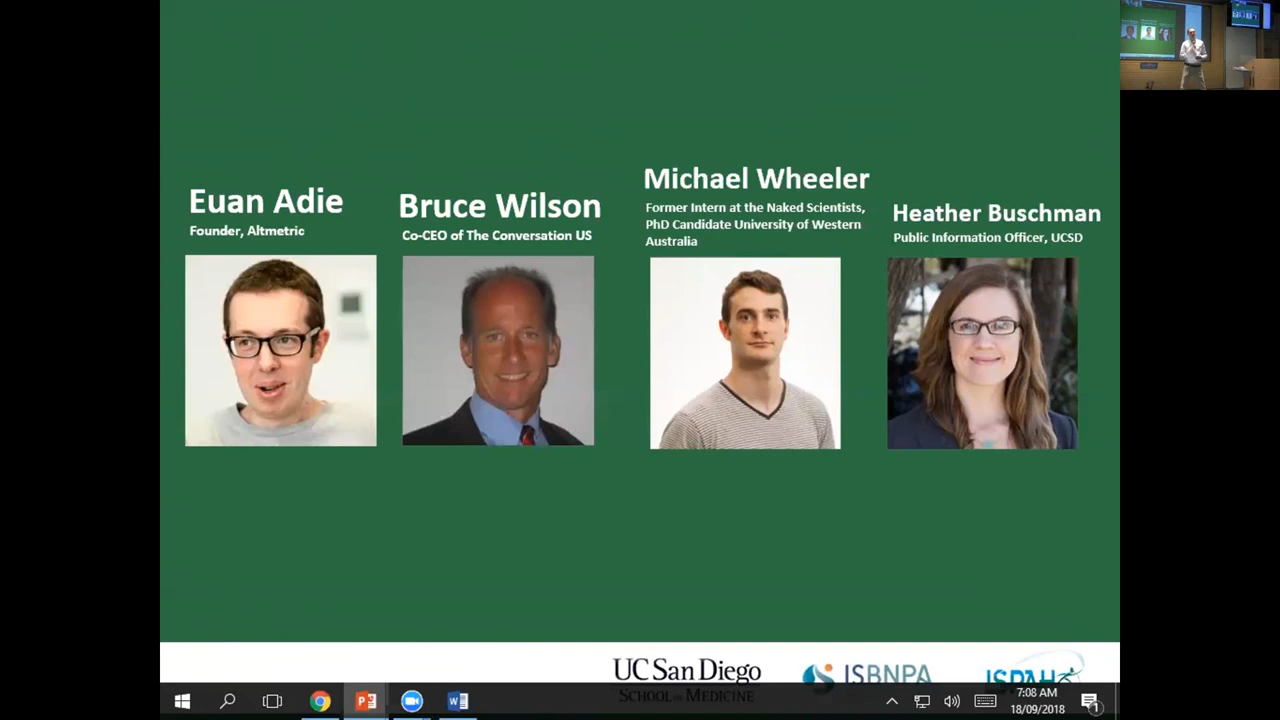 Euan Adie
Founder, Altmetric
Bruce Wilson
Co-CEO of The Conversation US
Michael Wheeler
Former Intern at the Naked Scientists,
PhD Candidate University of Western
Australia
Heather Buschman
Public Information Officer, UCSD
UC San Diego
SCHOOL OF MEDICINE
ISBNPA
ISPAH
7:08 AM
18/09/2018
1